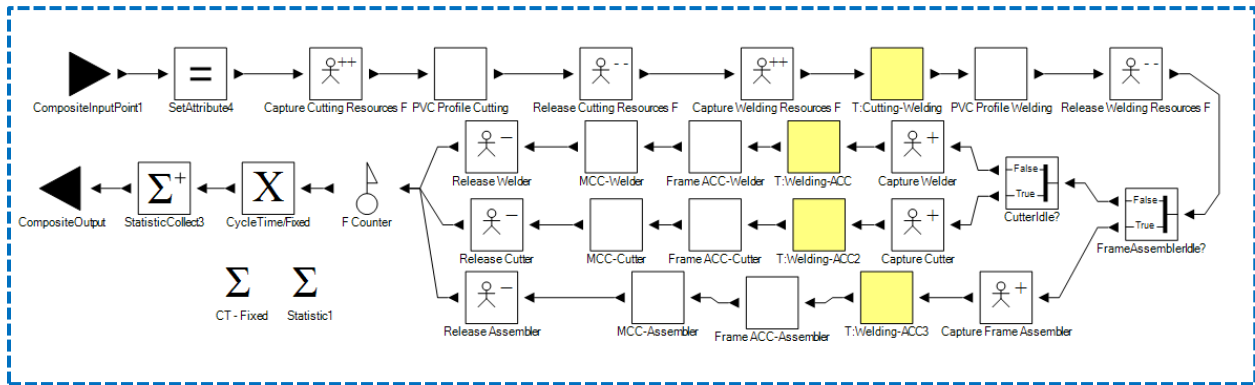 ++ -- ++ --
=
CompositeInputPoint1 SetAttribute4 Capture Cutting Resources F PVC Profile Cutting Release Cutting Resources F Capture Welding Resources F T:Cutting-Welding PVC Profile Welding Release Welding Resources F
− +
Release Welder MCC-Welder Frame ACC-Welder T:Welding-ACC Capture Welder
False
True
CutterIdle?
False
True
FrameAssemblerIdle?
Σ+ X
CompositeOutput StatisticCollect3 CycleTime/Fixed F Counter
− +
Release Cutter MCC-Cutter Frame ACC-Cutter T:Welding-ACC2 Capture Cutter
Σ Σ
CT - Fixed Statistic1
− +
Release Assembler MCC-Assembler Frame ACC-Assembler T:Welding-ACC3 Capture Frame Assembler